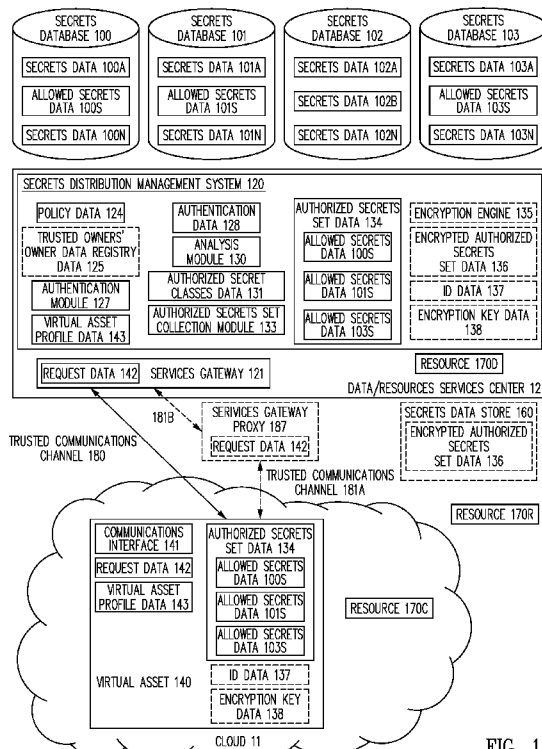 SECRETS
DATABASE 100
SECRETS DATA 100A
ALLOWED SECRETS
DATA 100S
SECRETS DATA 100N
SECRETS
DATABASE 101
SECRETS DATA 101A
ALLOWED SECRETS
DATA 101S
SECRETS DATA 101N
SECRETS
DATABASE 102
SECRETS DATA 102A
SECRETS DATA 102B
SECRETS DATA 102N
SECRETS
DATABASE 103
SECRETS DATA 103A
ALLOWED SECRETS
DATA 103S
SECRETS DATA 103N
SECRETS DISTRIBUTION MANAGEMENT SYSTEM 120
POLICY DATA 124
TRUSTED OWNERS'
OWNER DATA REGISTRY
DATA 125
AUTHENTICATION
MODULE 127
VIRTUAL ASSET
PROFILE DATA 143
AUTHENTICATION
DATA 128
ANALYSIS
MODULE 130
AUTHORIZED SECRET
CLASSES DATA 131
AUTHORIZED SECRETS SET
COLLECTION MODULE 133
AUTHORIZED SECRETS
SET DATA 134
ALLOWED SECRETS
DATA 100S
ALLOWED SECRETS
DATA 101S
ALLOWED SECRETS
DATA 103S
ENCRYPTION ENGINE 135
ENCRYPTED AUTHORIZED
SECRETS
SET DATA 136
ID DATA 137
ENCRYPTION KEY DATA
138
REQUEST DATA 142
SERVICES GATEWAY 121
RESOURCE 170D
DATA/RESOURCES SERVICES CENTER 12
181B
SERIVICES GATEWAY
PROXY 187
REQUEST DATA 142
SECRETS DATA STORE 160
ENCRYPTED AUTHORIZED
SECRETS
SET DATA 136
TRUSTED COMMUNICATIONS
CHANNEL 180
TRUSTED COMMUNICATIONS
CHANNEL 181A
RESOURCE 170R
COMMUNICATIONS
INTERFACE 141
REQUEST DATA 142
VIRTUAL ASSET
PROFILE DATA 143
AUTHORIZED SECRETS
SET DATA 134
ALLOWED SECRETS
DATA 100S
ALLOWED SECRETS
DATA 101S
ALLOWED SECRETS
DATA 103S
RESOURCE 170C
VIRTUAL ASSET 140
ID DATA 137
ENCRYPTION KEY
DATA 138
CLOUD 11
FIG. 1